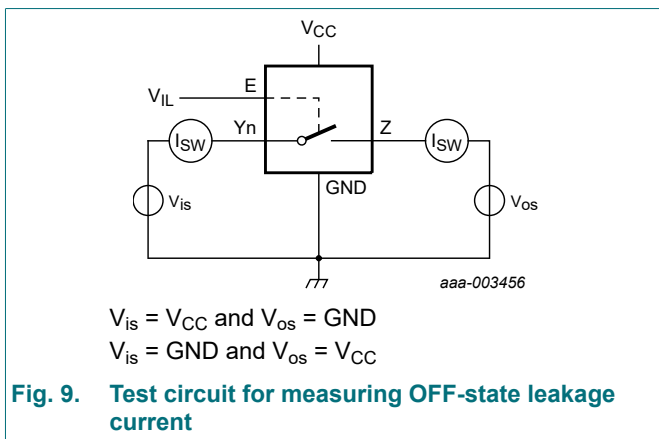 VCC
E
VIL
Yn
Z
ISW
ISW
GND
Vis
Vos
aaa-003456
Vis = VCC and Vos = GND
Vis = GND and Vos = VCC
Fig. 9. Test circuit for measuring OFF-state leakage
current